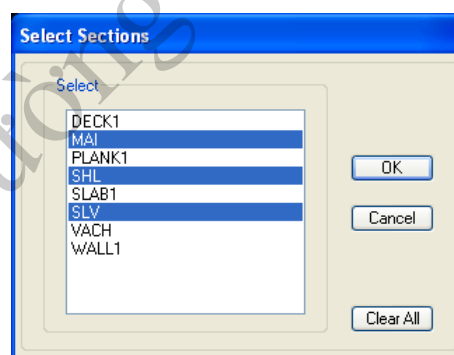 Select Sections
Select
DECK1
MAI
PLANK1
SHL
SLAB1
SLV
VACH
WALL1
OK
Cancel
Clear All